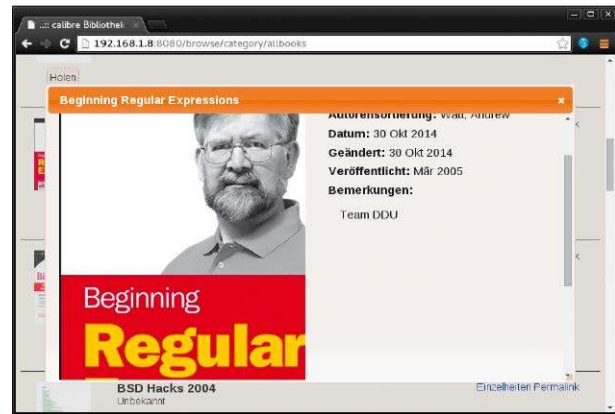 ..:: calibre Bibliothek
192.168.1.8:8080/browse/category/allbooks
Holen
Beginning Regular Expressions
Autorensortierung: Watt, Andrew
Datum: 30 Okt 2014
Geändert: 30 Okt 2014
Veröffentlicht: Mär 2005
Bemerkungen:
Team DDU
Beginning
Regular
BSD Hacks 2004
Unbekannt
Einzelheiten Permalink